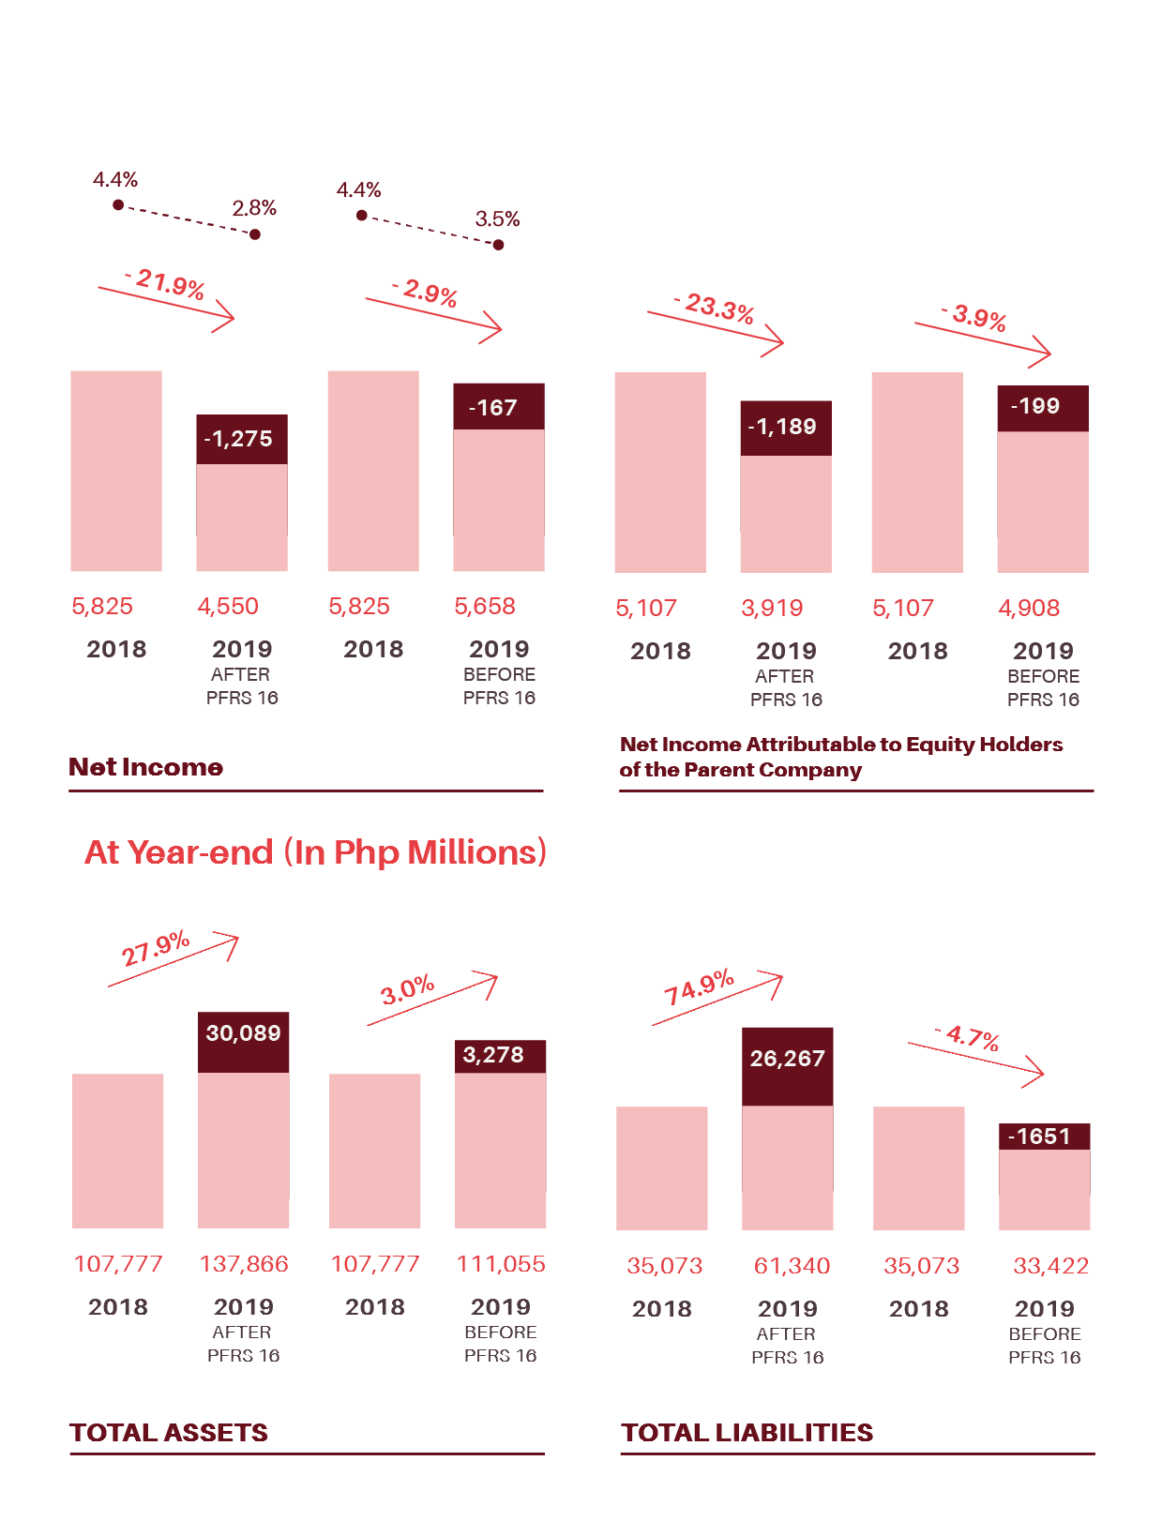 4.4%
2.8%
4.4%
3.5%
- 21.9%
- 2.9%
-1,275
-167
5,825 4,550 5,825 5,658
2018 2019 2018 2019
AFTER BEFORE
PFRS 16 PFRS 16
Net Income
- 23.3%
- 3.9%
-1,189
-199
5,107 3,919 5,107 4,908
2018 2019 2018 2019
AFTER BEFORE
PFRS 16 PFRS 16
Net Income Attributable to Equity Holders
of the Parent Company
At Year-end (In Php Millions)
27.9%
3.0%
30,089
3,278
107,777 137,866 107,777 111,055
2018 2019 2018 2019
AFTER BEFORE
PFRS 16 PFRS 16
TOTAL ASSETS
74.9%
- 4.7%
26,267
-1651
35,073 61,340 35,073 33,422
2018 2019 2018 2019
AFTER BEFORE
PFRS 16 PFRS 16
TOTAL LIABILITIES